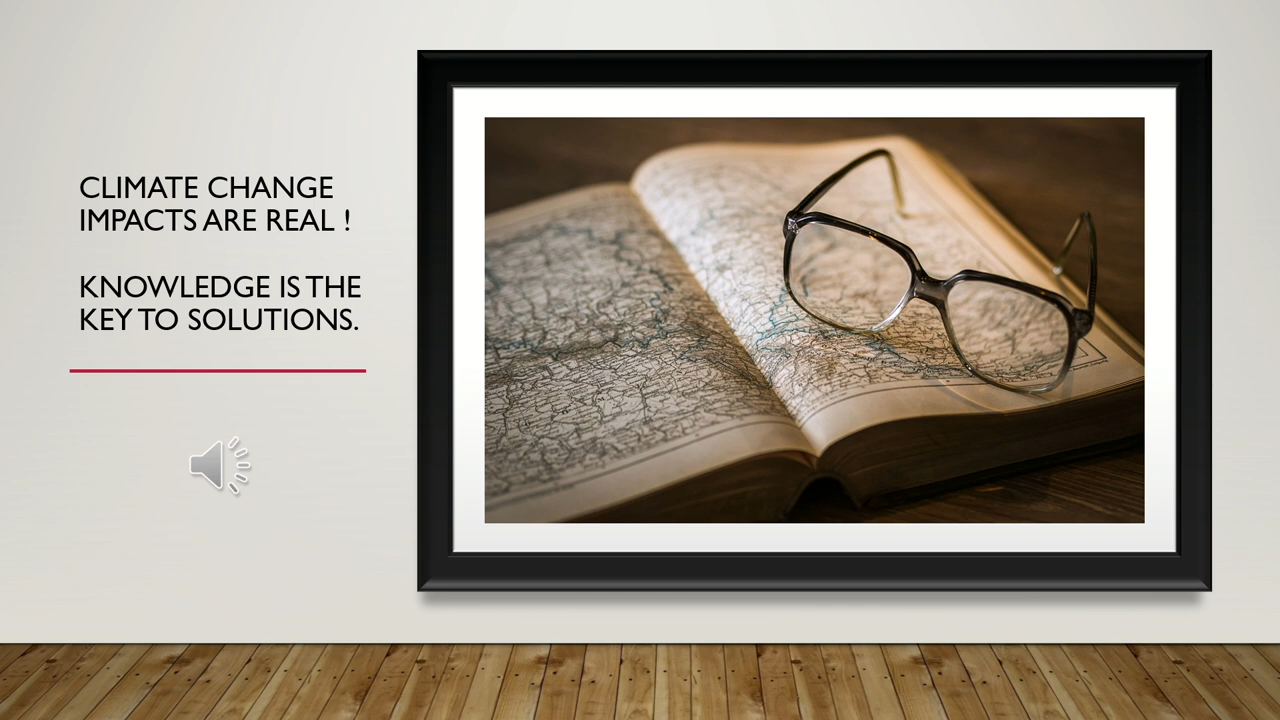 CLIMATE CHANGE
IMPACTS ARE REAL !
KNOWLEDGE IS THE
KEY TO SOLUTIONS.